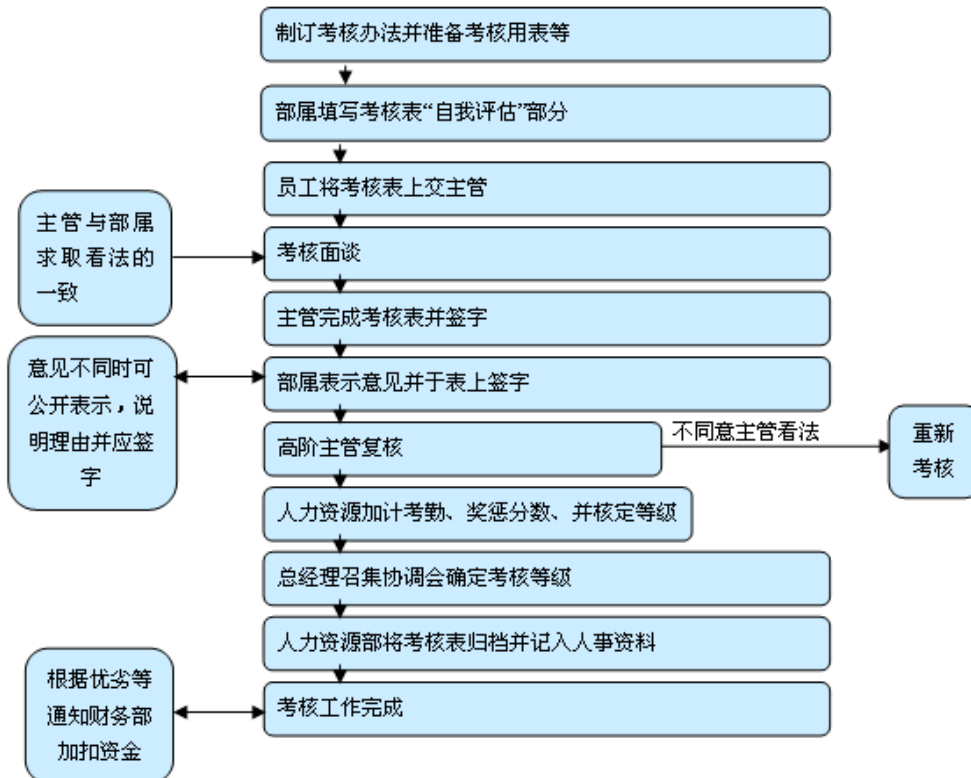 制订考核办法并准备考核用表等
部属填写考核表“自我评估”部分
员工将考核表上交主管
主管与部属
求取看法的
一致
考核面谈
主管完成考核表并签字
意见不同时可
公开表示，说
明理由并应签
字
部属表示意见并于表上签字
高阶主管复核
不同意主管看法
重新
考核
人力资源加计考勤、奖惩分数、并核定等级
总经理召集协调会确定考核等级
人力资源部将考核表归档并记入人事资料
根据优劣等
通知财务部
加扣资金
考核工作完成